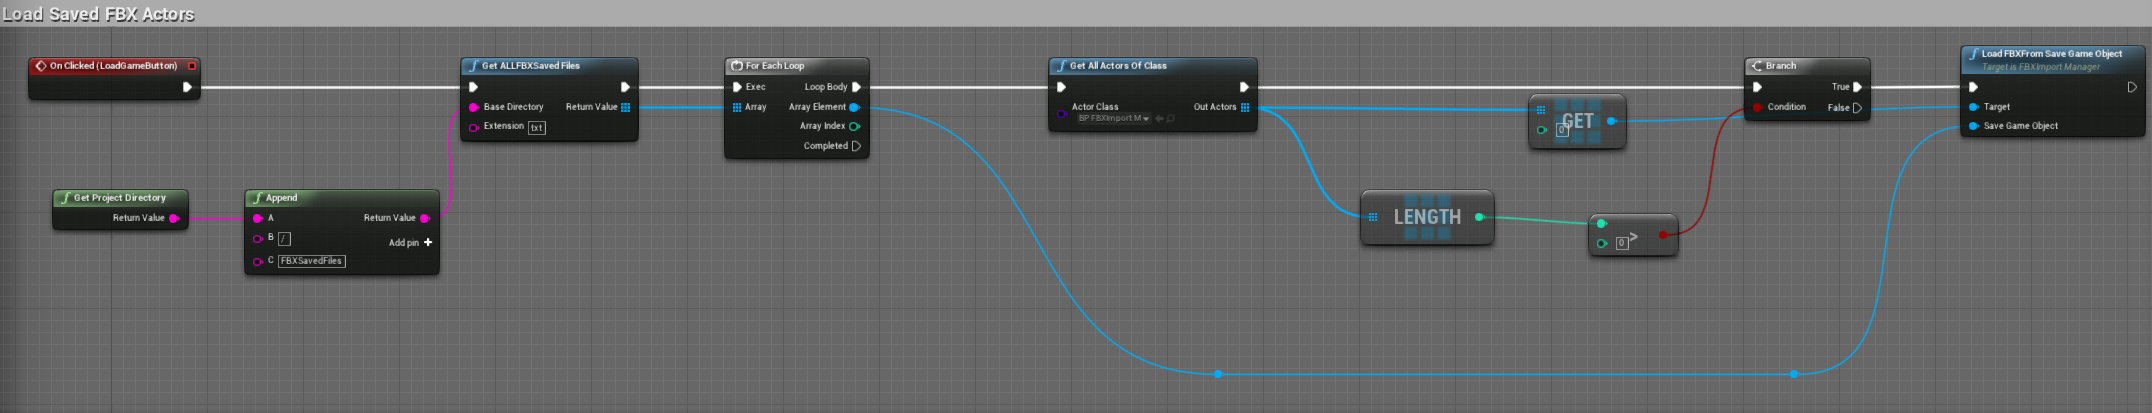 Load Saved FBX Actors
On Clicked (LoadGameButton)
Get ALLFBXSaved Files
Base Directory
Return Value
Extension
txt
For Each Loop
Exec
Loop Body
Array
Array Element
Array Index
Completed
Get All Actors Of Class
Actor Class
Out Actors
BP FBXImport M
GET
0
Branch
True
Condition
False
Load FBXFrom Save Game Object
Target is FBXImport Manager
Target
Save Game Object
Get Project Directory
Return Value
Append
A
Return Value
B
/
Add pin
C
FBXSavedFiles
LENGTH
0
>